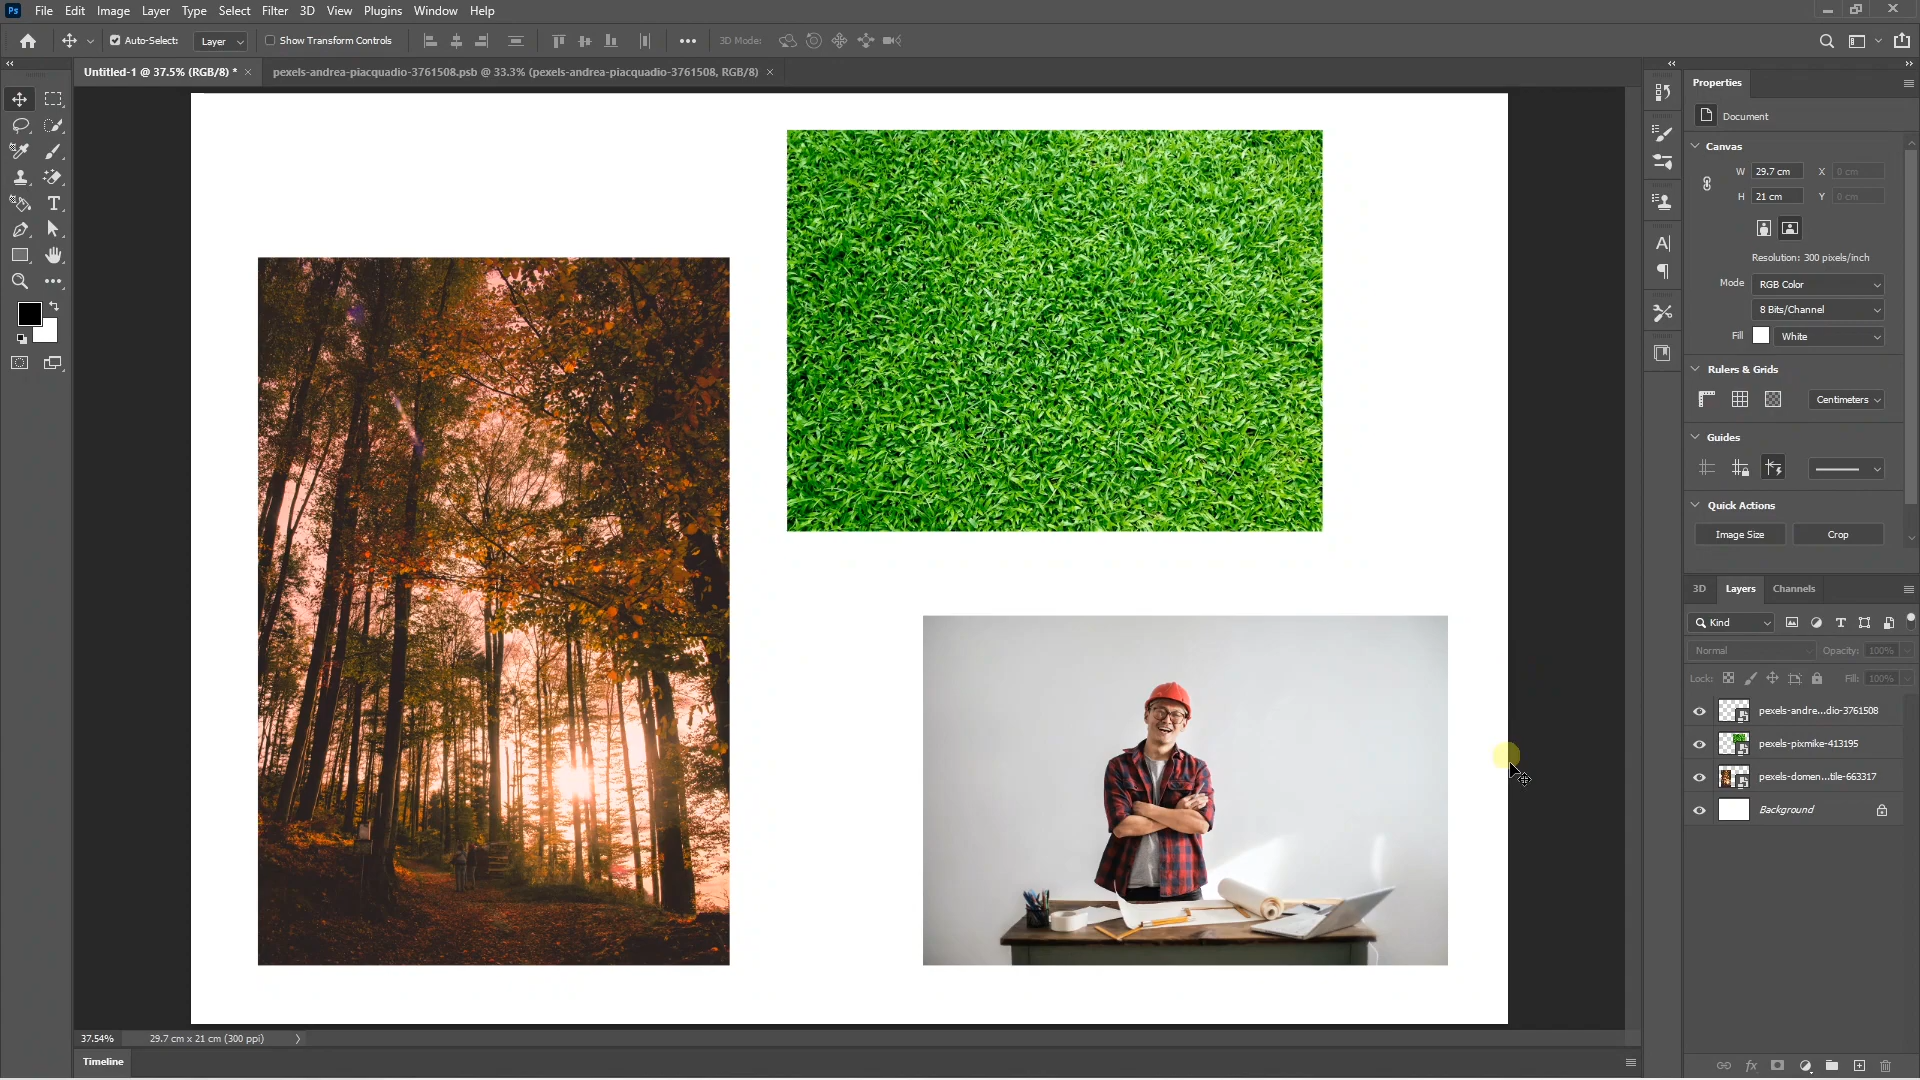 Ps File Edit Image Layer Type Select Filter 3D View Plugins Window Help
Auto-Select: Layer Show Transform Controls 3D Mode:
Untitled-1 @ 37.5% (RGB/8) * pexels-andrea-piacquadio-3761508.psb @ 33.3% (pexels-andrea-piacquadio-3761508, RGB/8)
Properties
Document
Canvas
W 29.7 cm X 0 cm
H 21 cm Y 0 cm
Resolution: 300 pixels/inch
Mode RGB Color
8 Bits/Channel
Fill White
Rulers & Grids
Centimeters
Guides
Quick Actions
Image Size Crop
3D Layers Channels
Kind
Normal Opacity: 100%
Lock: Fill: 100%
pexels-andre...dio-3761508
pexels-pixmike-413195
pexels-domen...tile-663317
Background
37.54% 29.7 cm x 21 cm (300 ppi)
Timeline